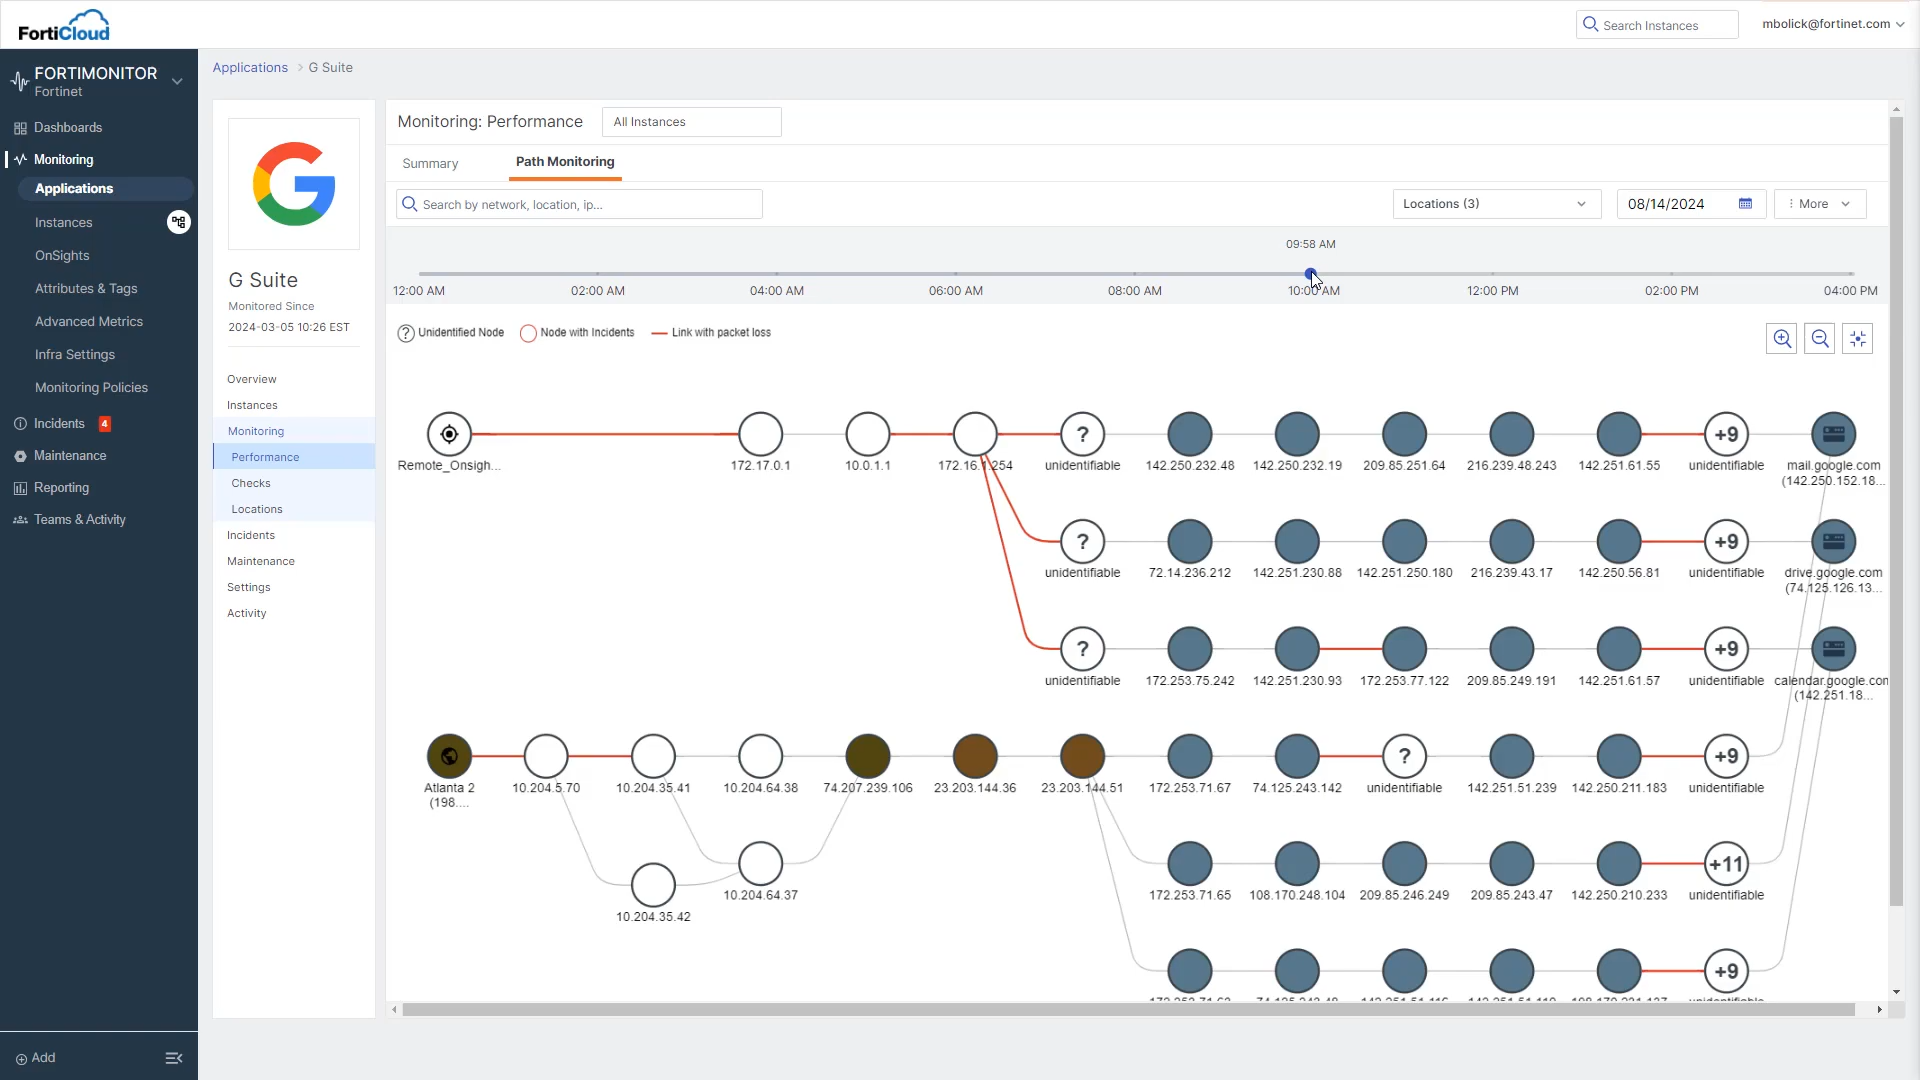 FortiCloud
Search Instances
mbolick@fortinet.com
FORTIMONITOR
Fortinet
Dashboards
Monitoring
Applications
Instances
OnSights
Attributes & Tags
Advanced Metrics
Infra Settings
Monitoring Policies
Incidents 4
Maintenance
Reporting
Teams & Activity
Add
Applications > G Suite
G Suite
Monitored Since
2024-03-05 10:26 EST
Overview
Instances
Monitoring
Performance
Checks
Locations
Incidents
Maintenance
Settings
Activity
Monitoring: Performance
All Instances
Summary
Path Monitoring
Search by network, location, ip...
Locations (3)
08/14/2024
More
09:58 AM
12:00 AM 02:00 AM 04:00 AM 06:00 AM 08:00 AM 10:00 AM 12:00 PM 02:00 PM 04:00 PM
? Unidentified Node Node with Incidents Link with packet loss
? +9
Remote_Onsigh... 172.17.0.1 10.0.1.1 172.16.1.254 unidentifiable 142.250.232.48 142.250.232.19 209.85.251.64 216.239.48.243 142.251.61.55 unidentifiable mail.google.com
(142.250.152.18...
? +9
unidentifiable 72.14.236.212 142.251.230.88 142.251.250.180 216.239.43.17 142.250.56.81 unidentifiable drive.google.com
(74.125.126.13...
? +9
unidentifiable 172.253.75.242 142.251.230.93 172.253.77.122 209.85.249.191 142.251.61.57 unidentifiable calendar.google.com
(142.251.18...
? +9
Atlanta 2 10.204.5.70 10.204.35.41 10.204.64.38 74.207.239.106 23.203.144.36 23.203.144.51 172.253.71.67 74.125.243.142 unidentifiable 142.251.51.239 142.250.211.183 unidentifiable
(198....
+11
10.204.64.37 172.253.71.65 108.170.248.104 209.85.246.249 209.85.243.47 142.250.210.233 unidentifiable
10.204.35.42
+9